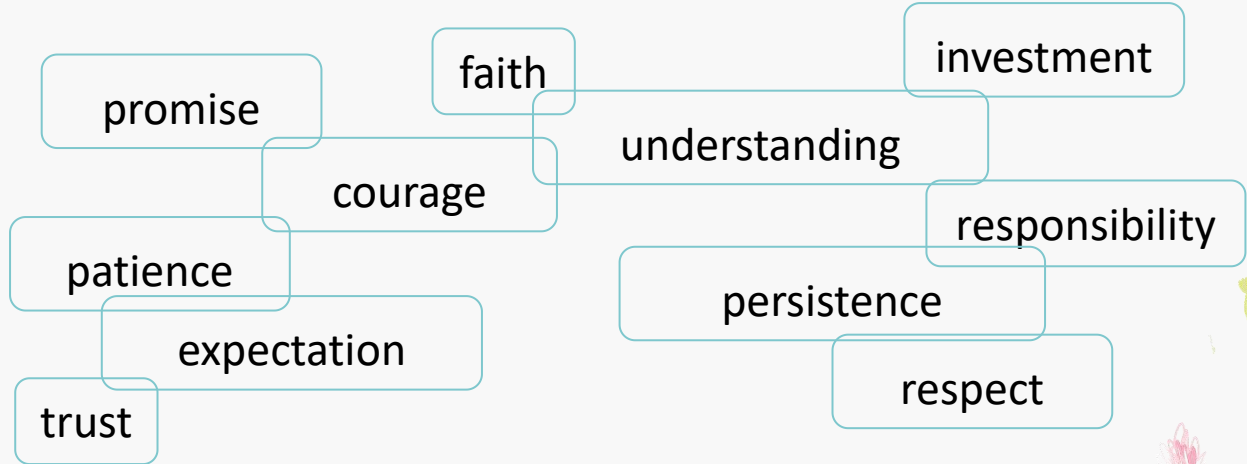 faith
investment
promise
understanding
courage
responsibility
patience
persistence
expectation
respect
trust